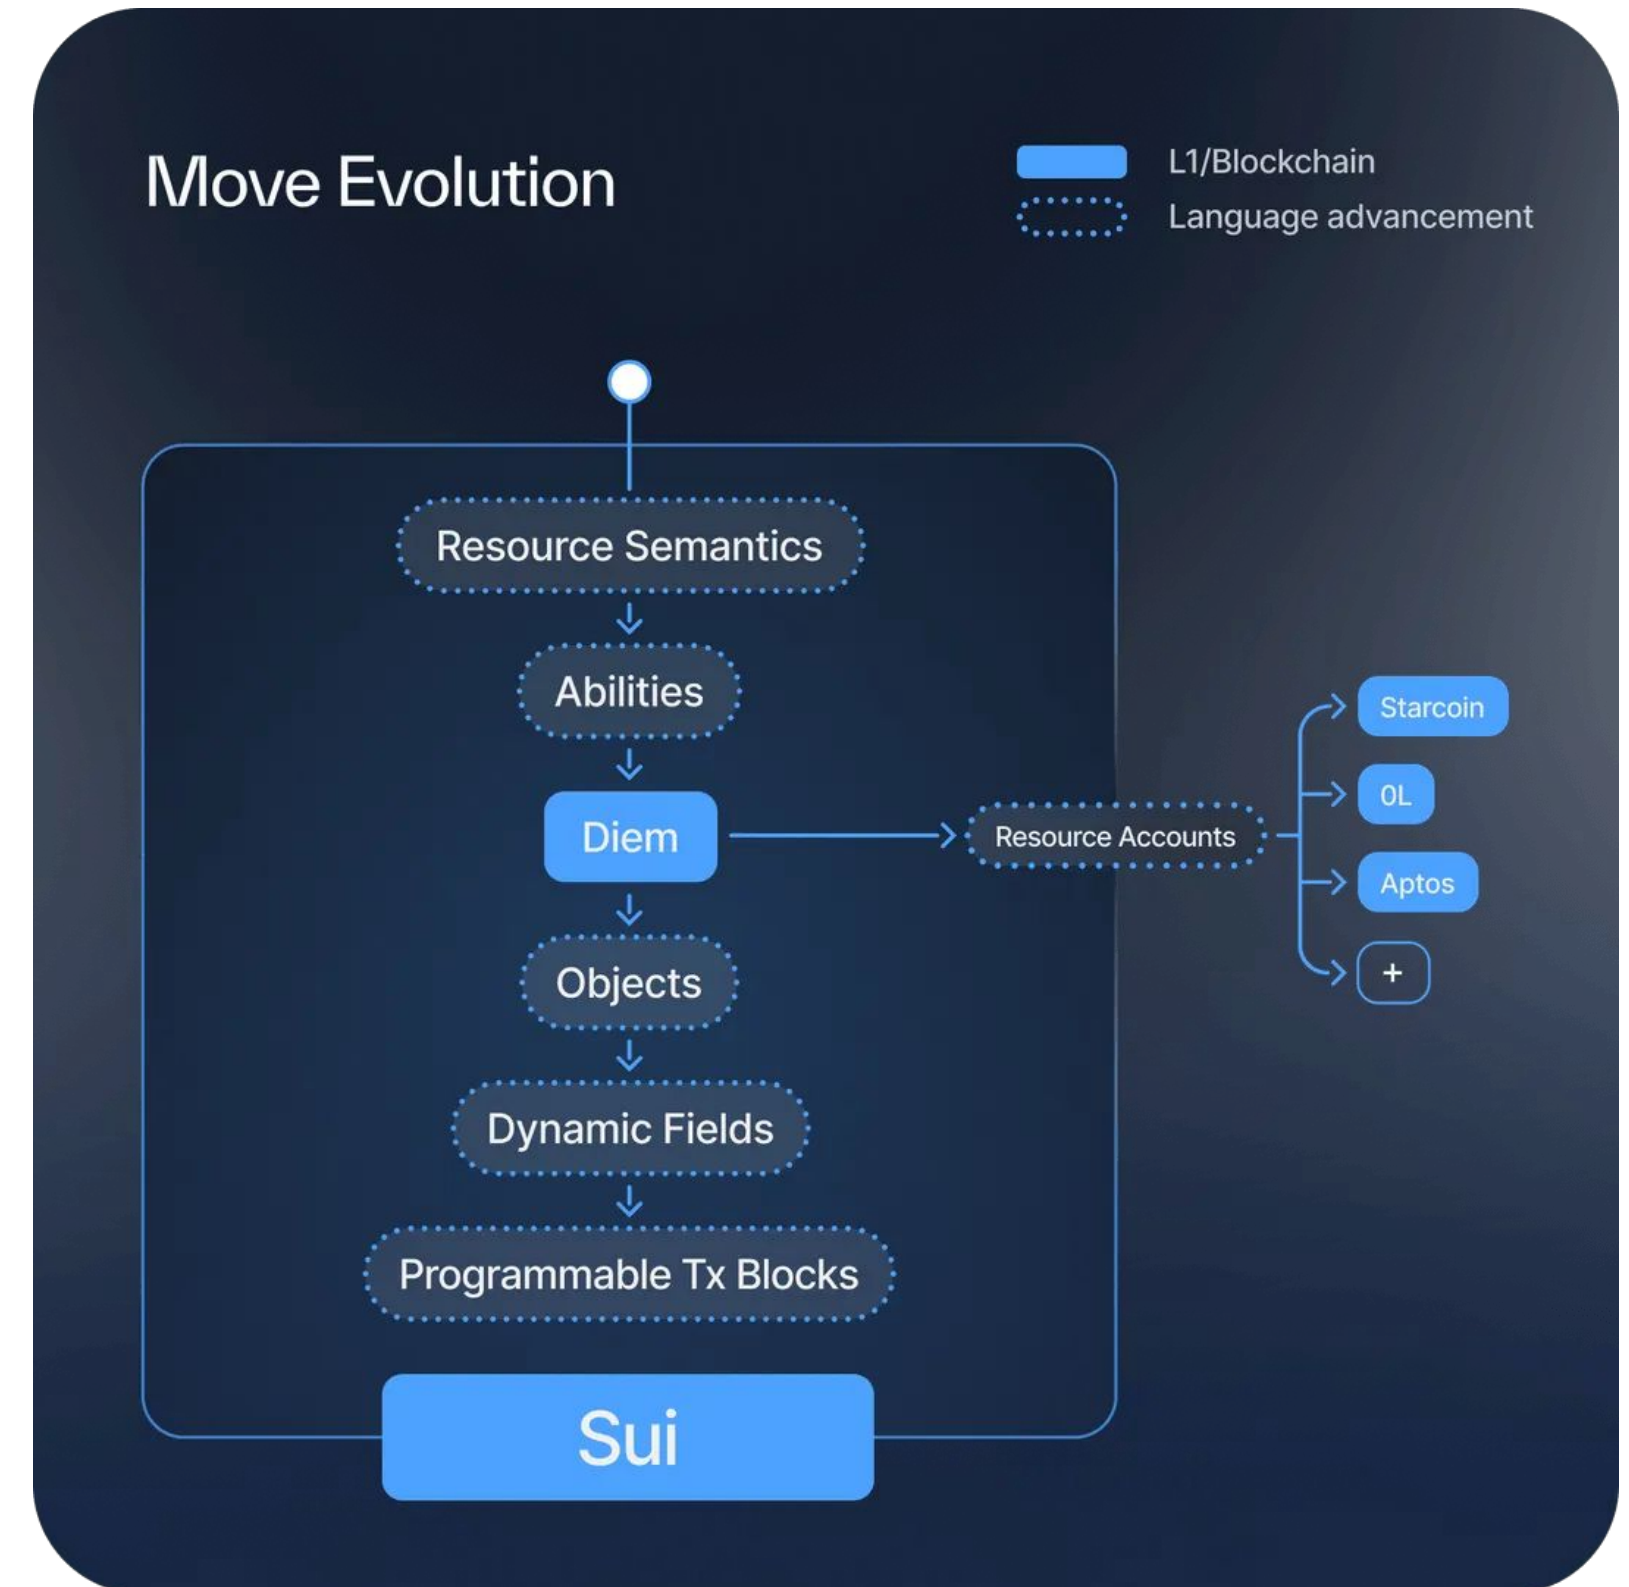 Move Evolution
L1/Blockchain
Language advancement
Resource Semantics
Abilities
Diem
Resource Accounts
Starcoin
0L
Aptos
+
Objects
Dynamic Fields
Programmable Tx Blocks
Sui